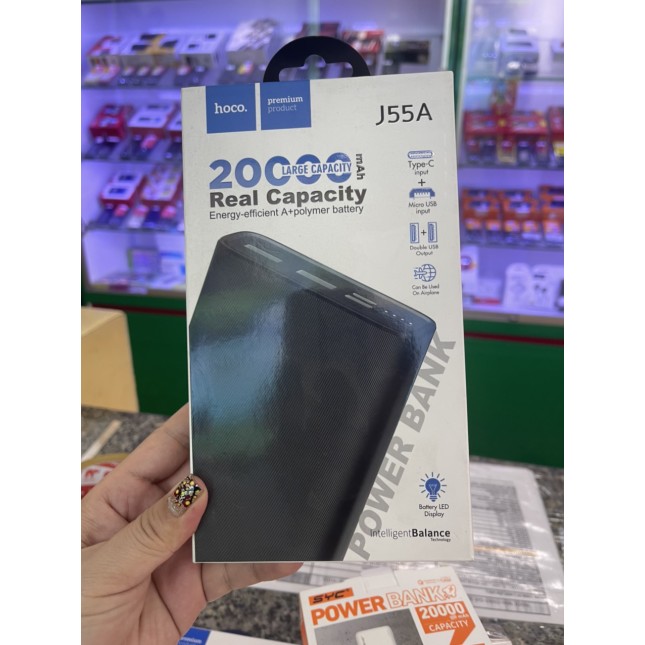 hoco.
premium
product
J55A
20000 mAh
LARGE CAPACITY
Real Capacity
Energy-efficient A+polymer battery
Type-C
input
+
Micro USB
input
+
Double USB
Output
Can Be Used
On Airplane
POWER BANK
Battery LED
Display
IntelligentBalance
Technology
SYC
POWER BANK
20000
CAPACITY